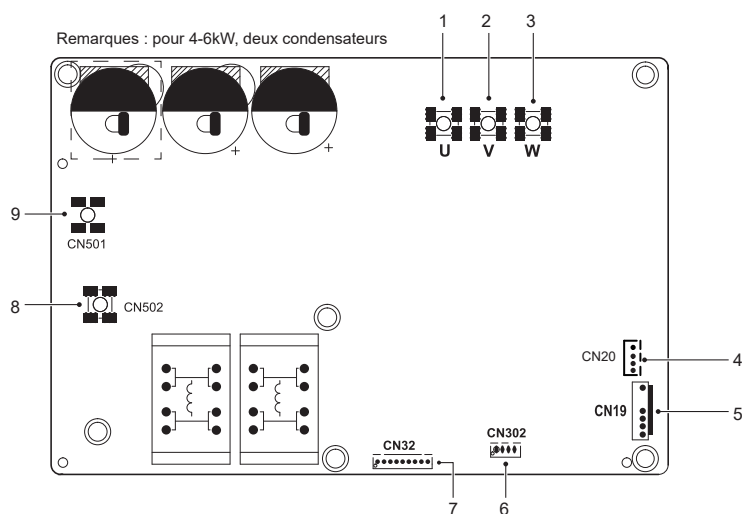 1 2 3
Remarques : pour 4-6kW, deux condensateurs
+ + +
U V W
9
CN501
8 CN502
CN20 4
CN19 5
CN302
CN32
7 6